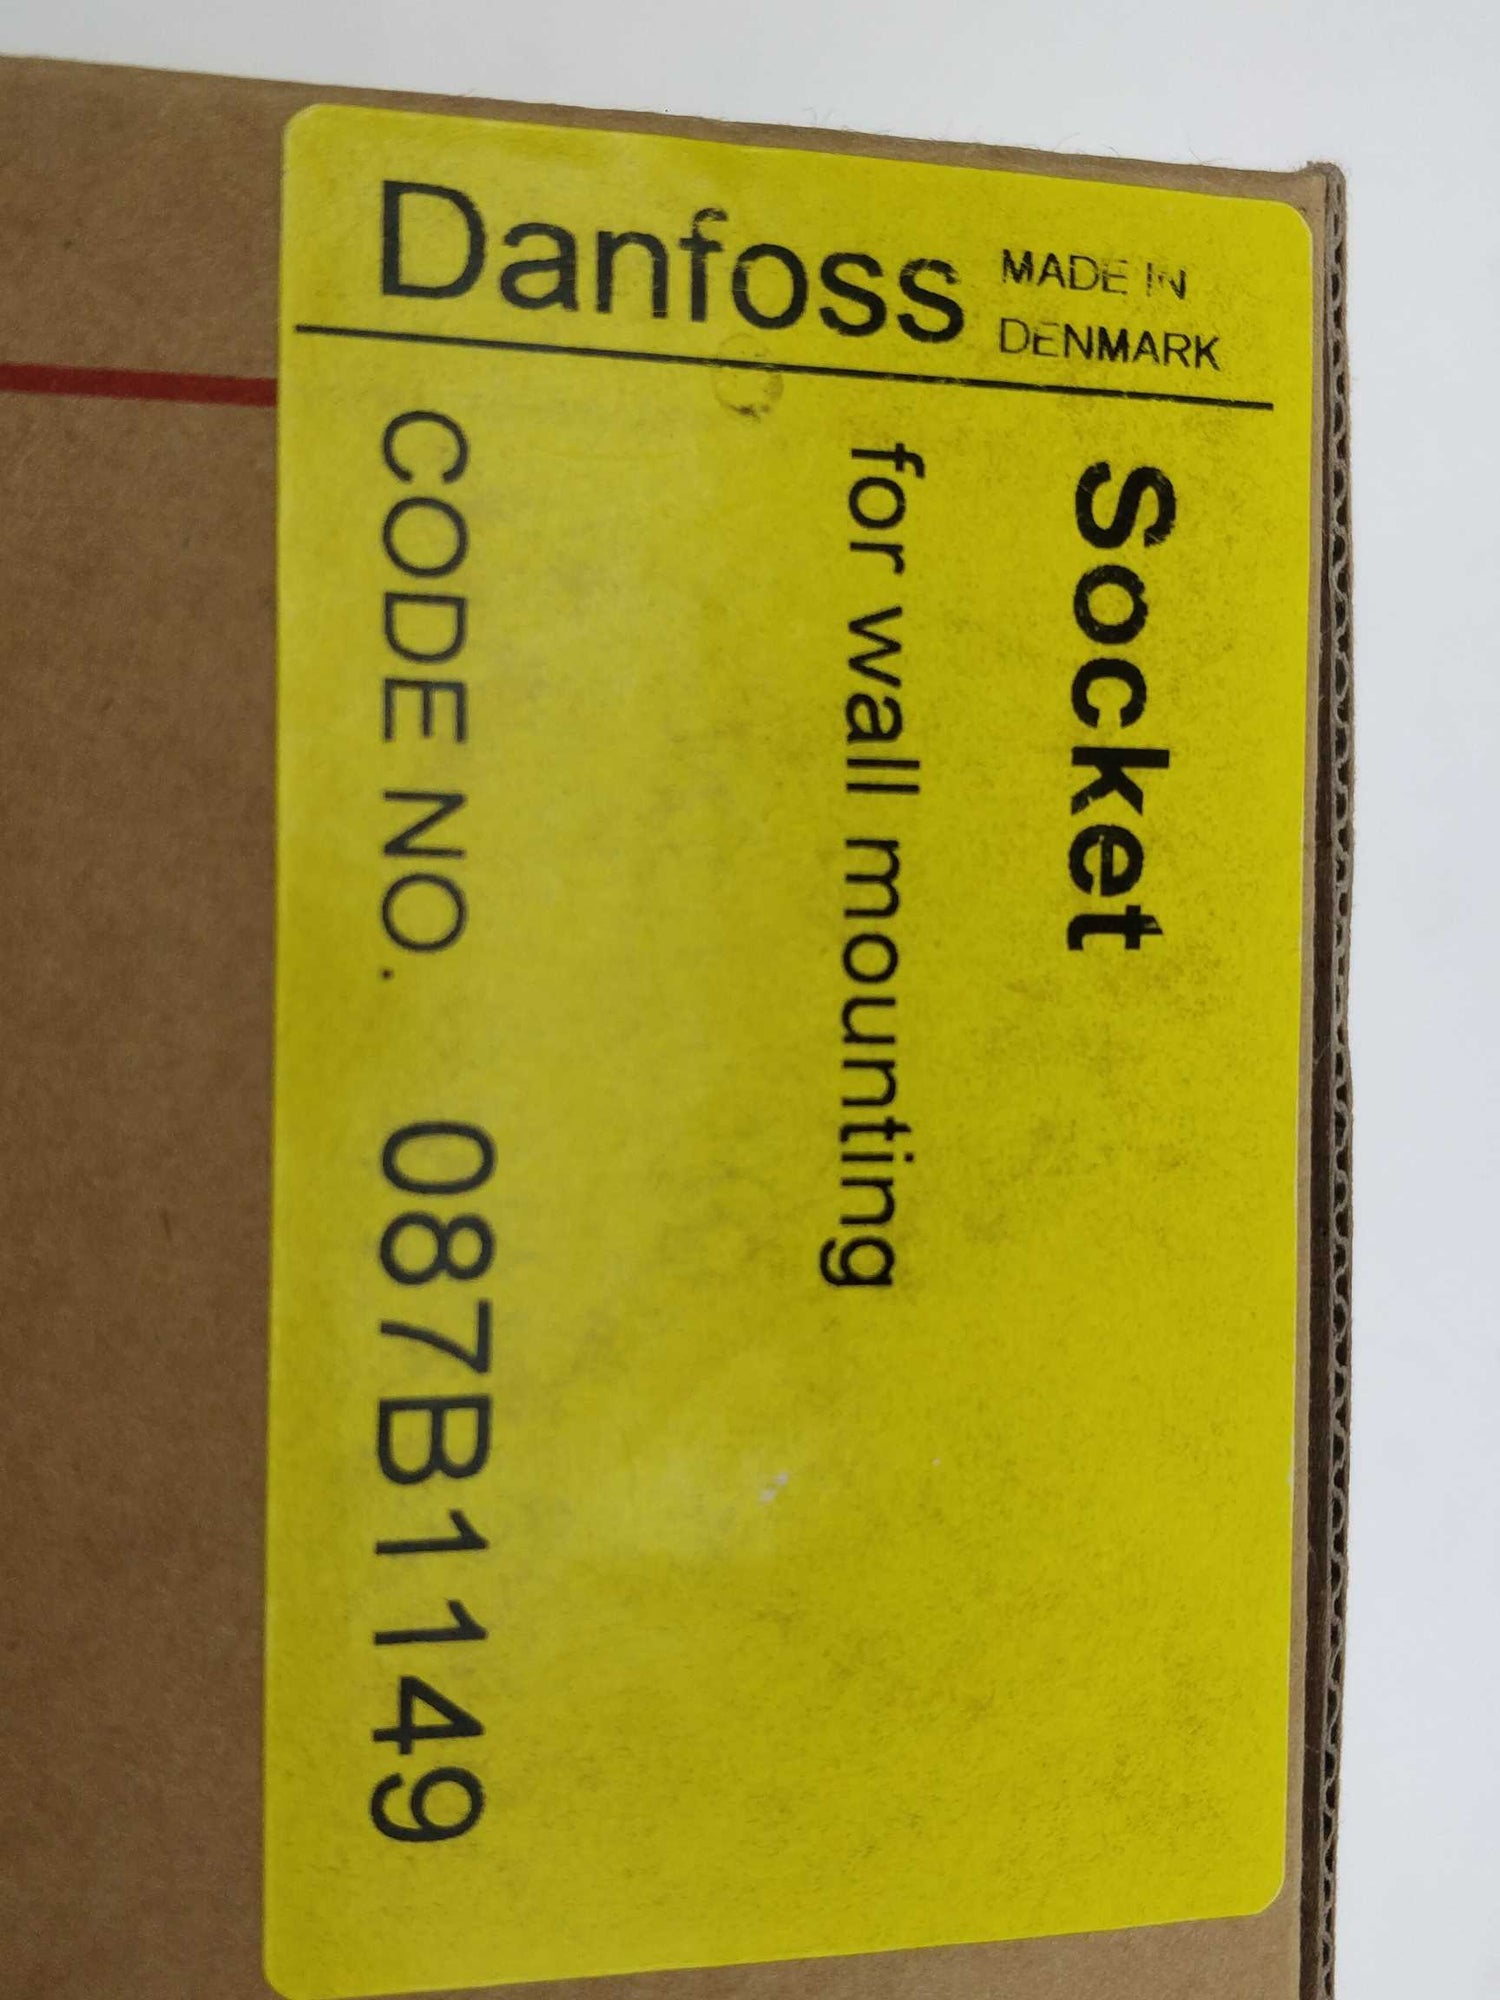 Danfoss
MADE IN
DENMARK
Socket
for wall mounting
CODE NO. 087B1149